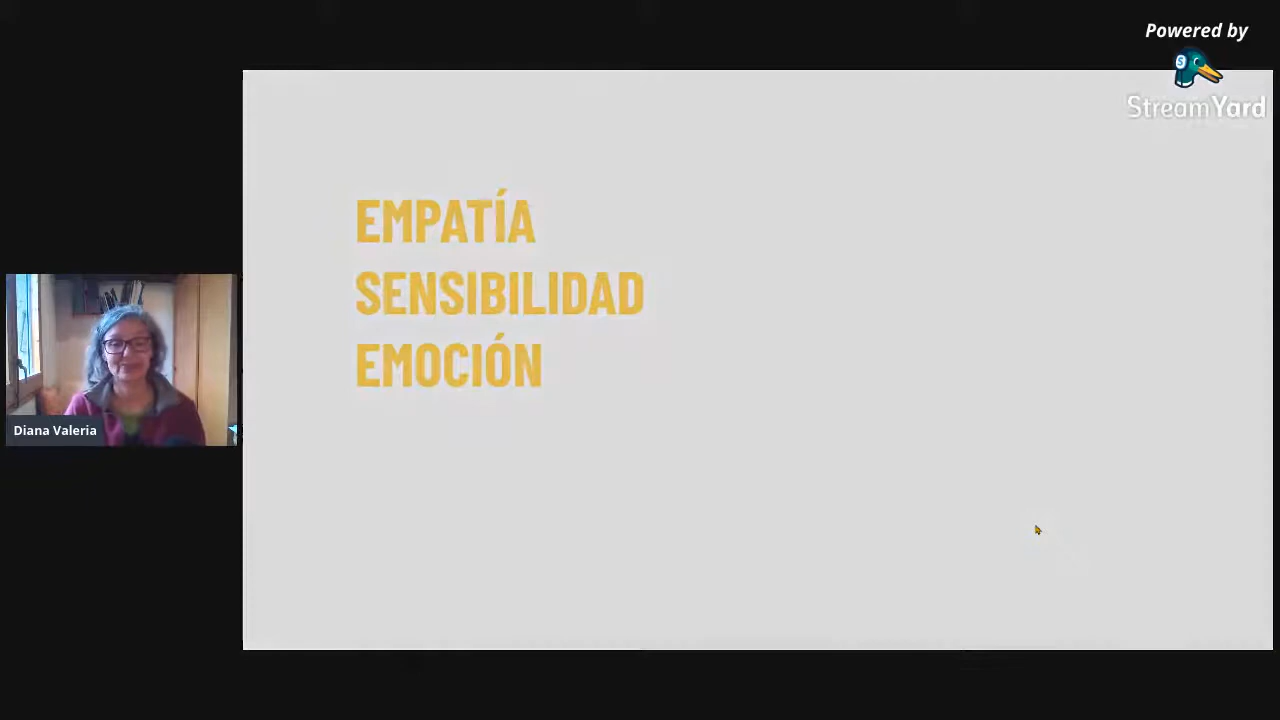 Powered by
StreamYard
EMPATÍA
SENSIBILIDAD
EMOCIÓN
Diana Valeria